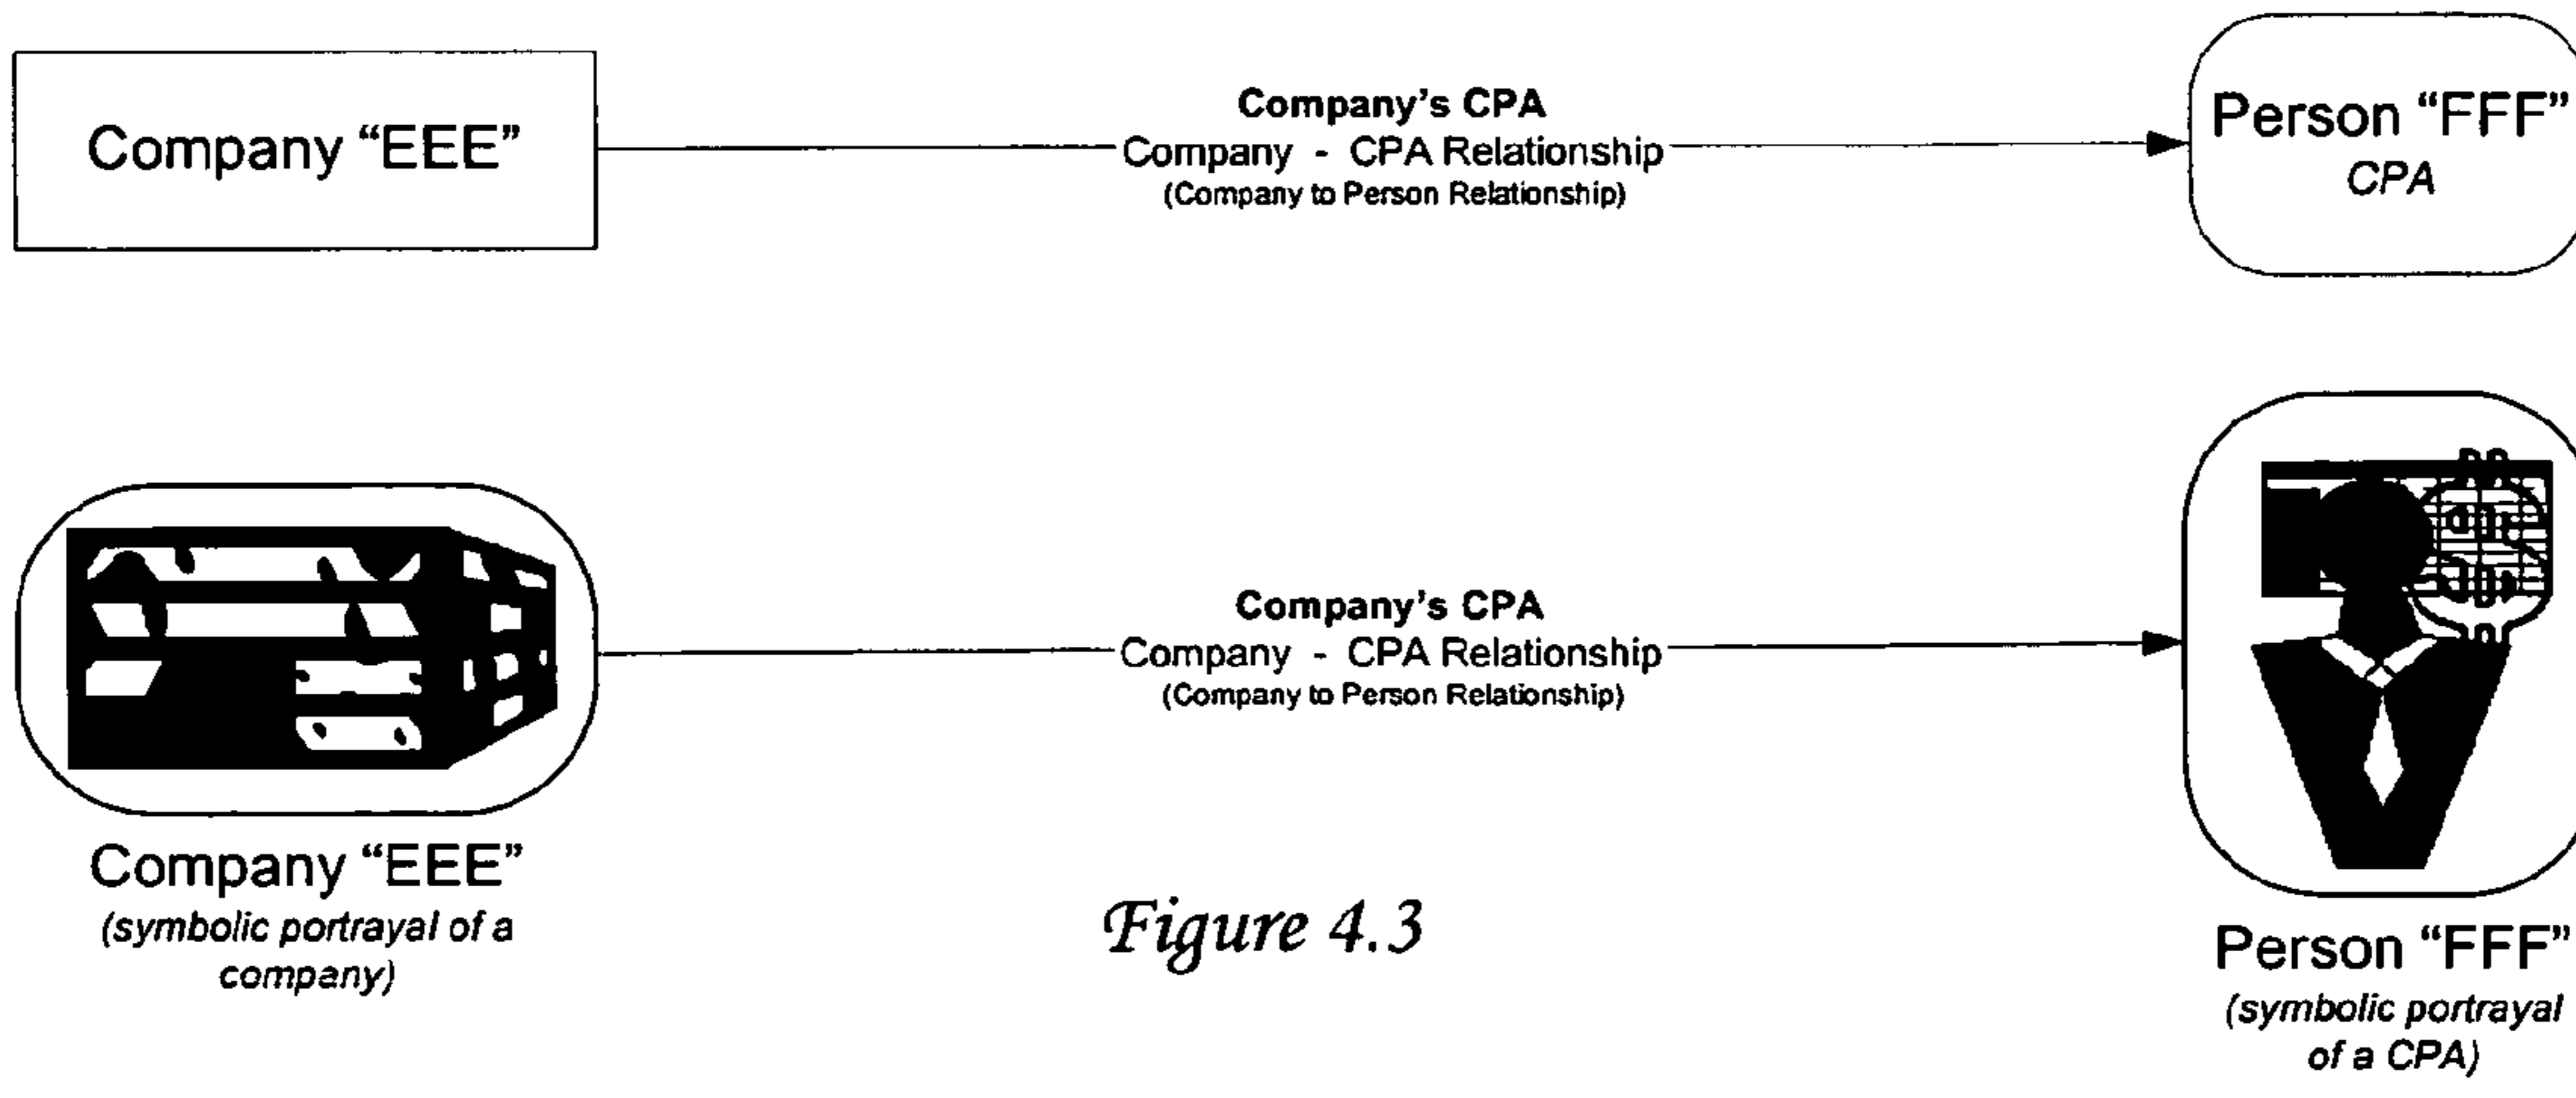 Company “EEE”
Company's CPA
Company - CPA Relationship
(Company to Person Relationship)
Person “FFF”
CPA
Company's CPA
Company - CPA Relationship
(Company to Person Relationship)
Company “EEE”
(symbolic portrayal of a
company)
Figure 4.3
Person “FFF”
(symbolic portrayal
of a CPA)